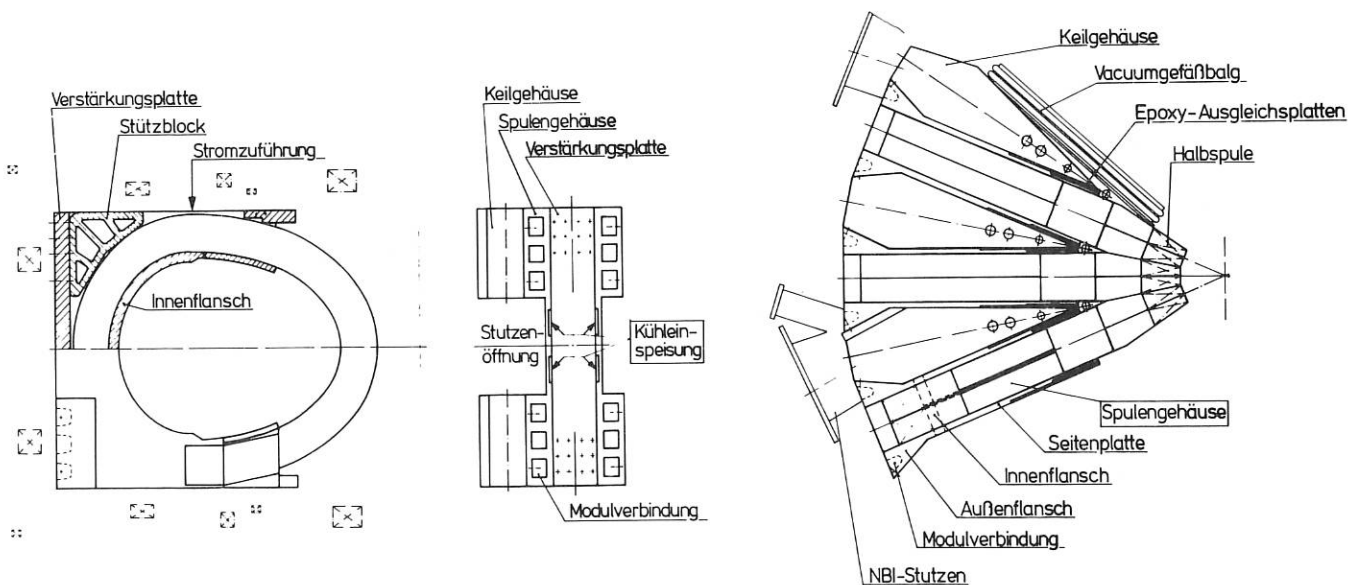 Verstärkungsplatte
Stützblock
Stromzuführung
Innenflansch
Keilgehäuse
Spulengehäuse
Verstärkungsplatte
Stutzen-
öffnung
Kühlein-
speisung
Modulverbindung
Keilgehäuse
Vacuumgefäßbalg
Epoxy-Ausgleichsplatten
Halbspule
Spulengehäuse
Seitenplatte
Innenflansch
Außenflansch
Modulverbindung
NBI-Stutzen